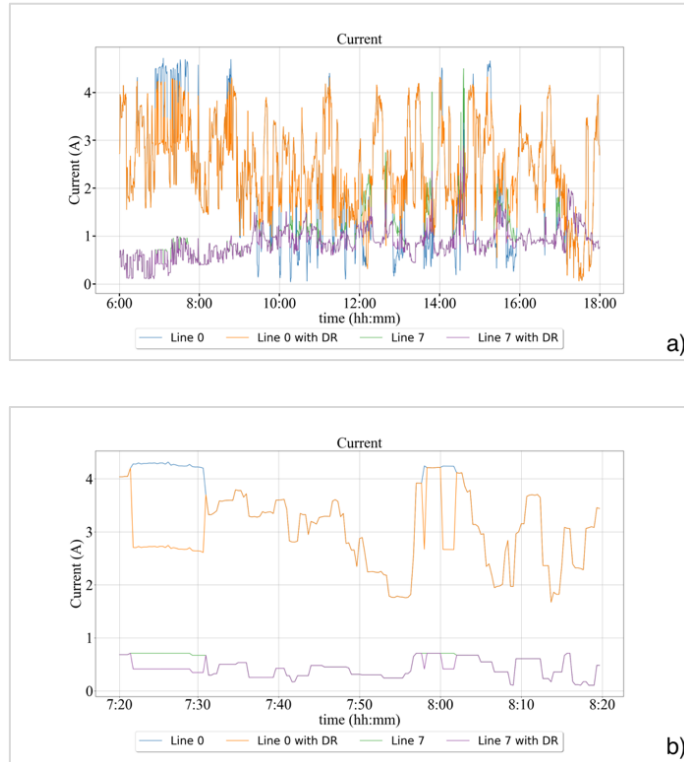 Current
Current (A)
4
3
2
1
0
6:00 8:00 10:00 12:00 14:00 16:00 18:00
time (hh:mm)
Line 0 Line 0 with DR Line 7 Line 7 with DR
a)
Current
Current (A)
4
3
2
1
0
7:20 7:30 7:40 7:50 8:00 8:10 8:20
time (hh:mm)
Line 0 Line 0 with DR Line 7 Line 7 with DR
b)